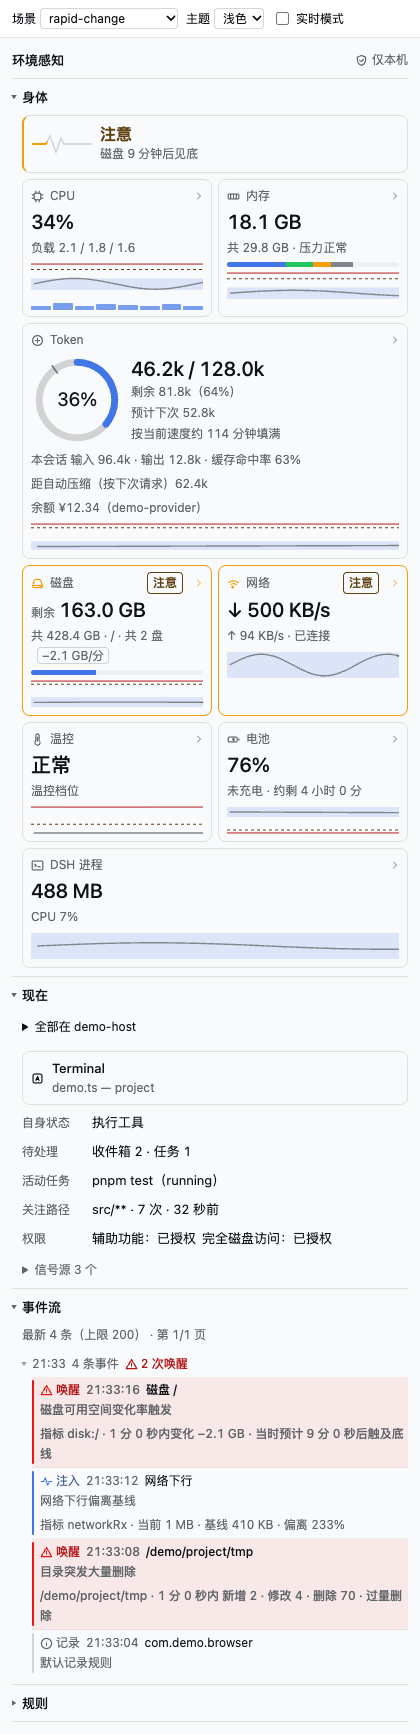 场景 rapid-change 主题 浅色 实时模式
环境感知 仅本机
身体
注意
磁盘 9 分钟后见底
CPU
34%
负载 2.1 / 1.8 / 1.6
内存
18.1 GB
共 29.8 GB · 压力正常
Token
36%
46.2k / 128.0k
剩余 81.8k（64%）
预计下次 52.8k
按当前速度约 114 分钟填满
本会话 输入 96.4k · 输出 12.8k · 缓存命中率 63%
距自动压缩（按下次请求）62.4k
余额 ¥12.34（demo-provider）
磁盘 注意
剩余 163.0 GB
共 428.4 GB · / · 共 2 盘
−2.1 GB/分
网络 注意
↓ 500 KB/s
↑ 94 KB/s · 已连接
温控
正常
温控档位
电池
76%
未充电 · 约剩 4 小时 0 分
DSH 进程
488 MB
CPU 7%
现在
全部在 demo-host
Terminal
demo.ts — project
自身状态 执行工具
待处理 收件箱 2 · 任务 1
活动任务 pnpm test（running）
关注路径 src/** · 7 次 · 32 秒前
权限 辅助功能：已授权 完全磁盘访问：已授权
信号源 3 个
事件流
最新 4 条（上限 200） · 第 1/1 页
21:33 4 条事件 2 次唤醒
唤醒 21:33:16 磁盘 /
磁盘可用空间变化率触发
指标 disk:/ · 1 分 0 秒内变化 −2.1 GB · 当时预计 9 分 0 秒后触及底
线
注入 21:33:12 网络下行
网络下行偏离基线
指标 networkRx · 当前 1 MB · 基线 410 KB · 偏离 233%
唤醒 21:33:08 /demo/project/tmp
目录突发大量删除
/demo/project/tmp · 1 分 0 秒内 新增 2 · 修改 4 · 删除 70 · 过量删
除
记录 21:33:04 com.demo.browser
默认记录规则
规则